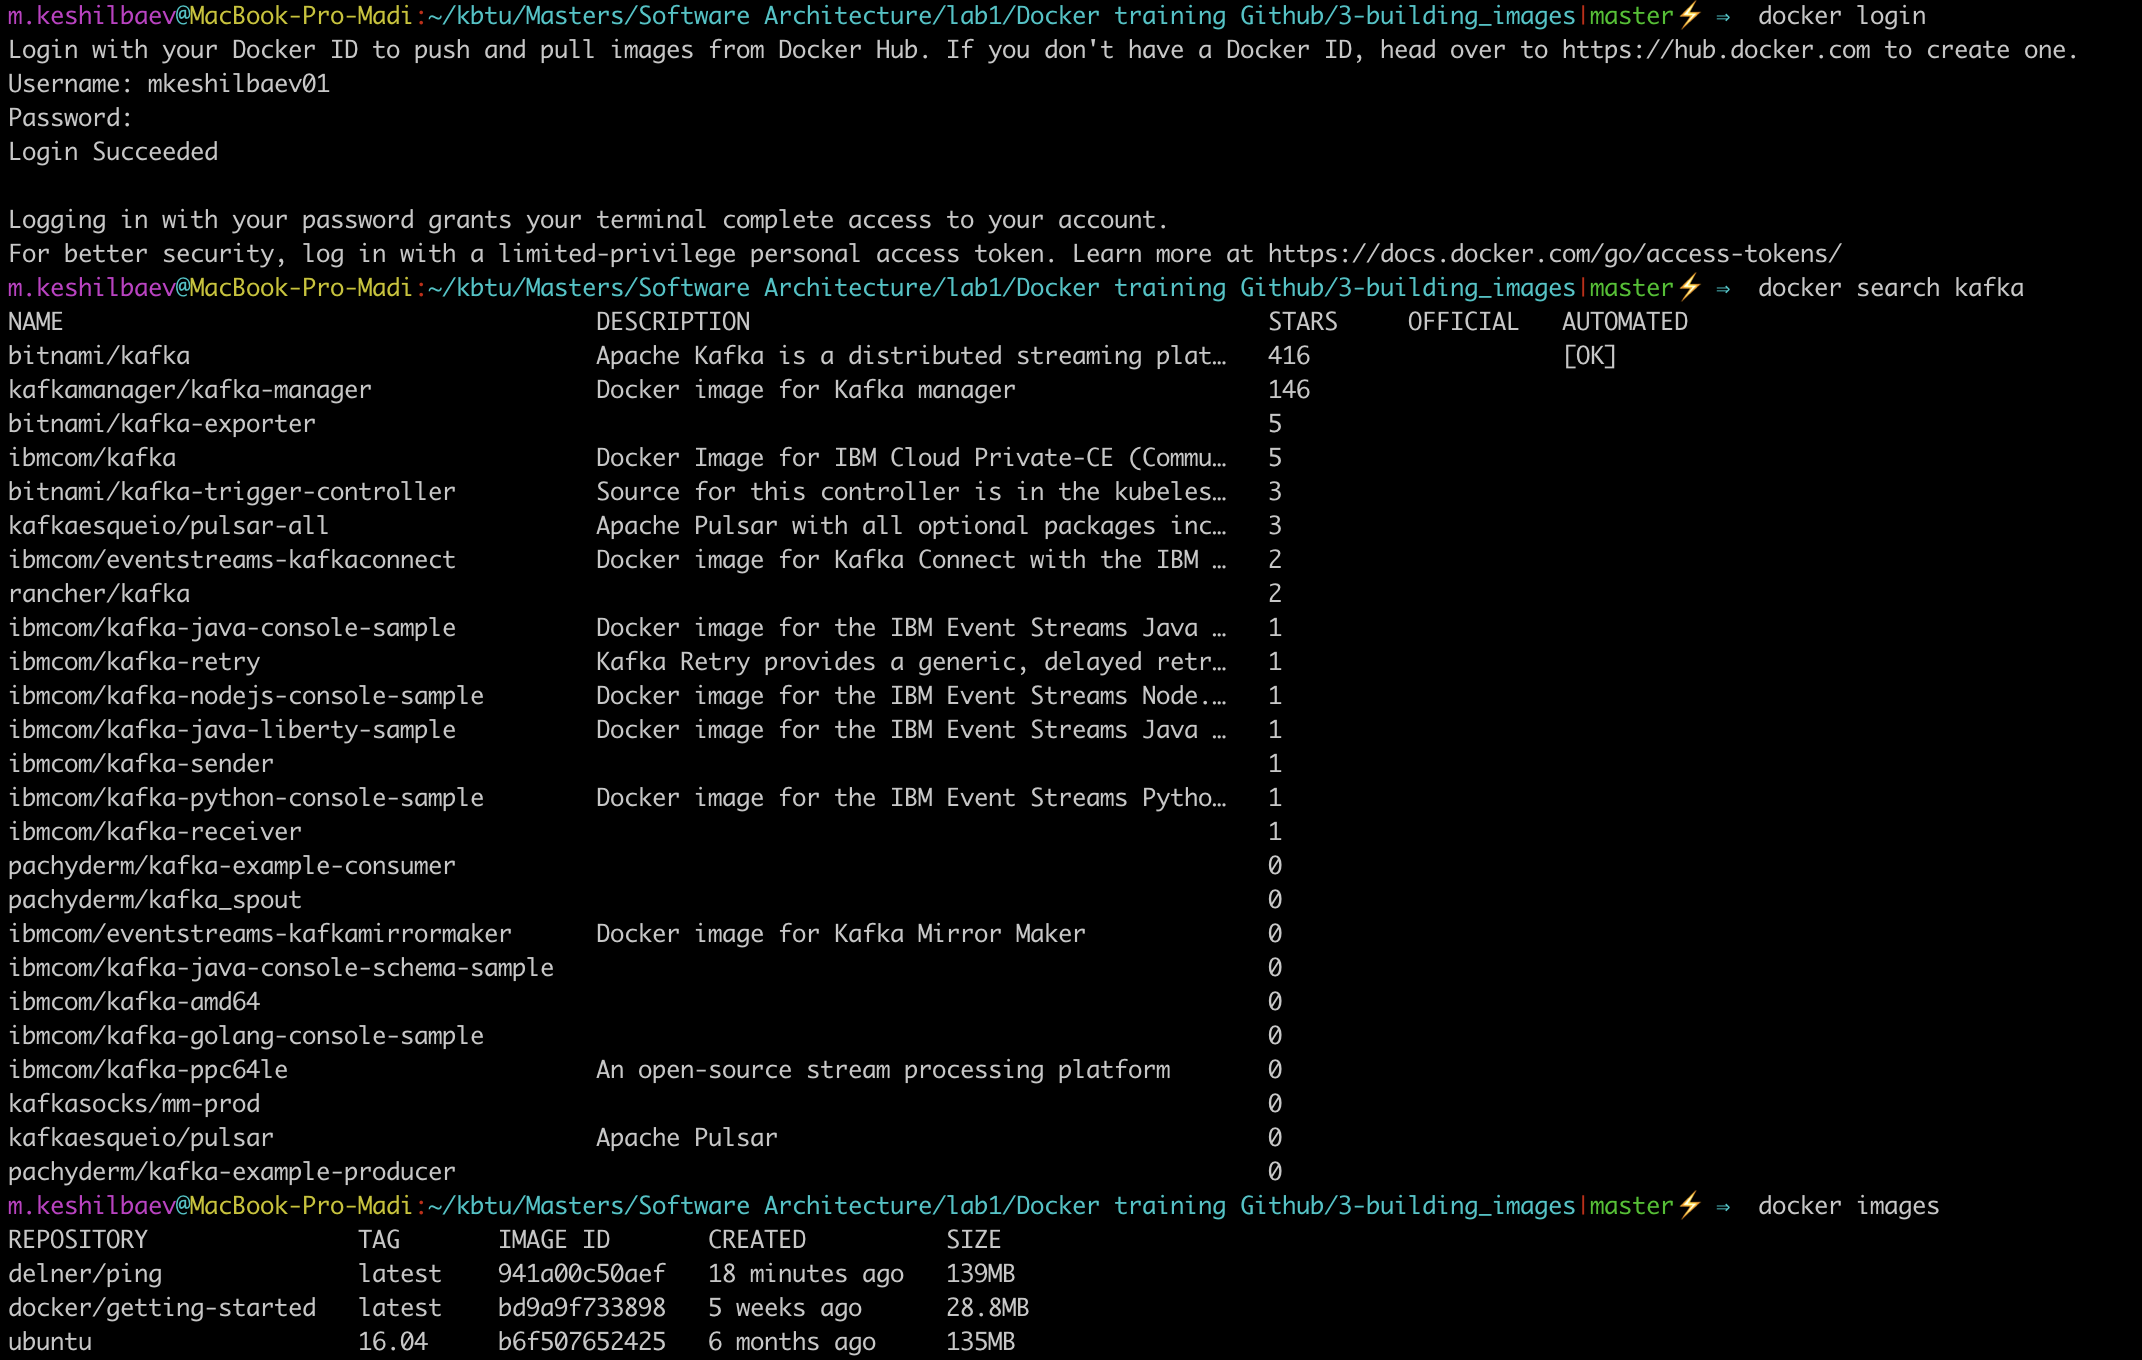 m.keshilbaev@MacBook-Pro-Madi:~/kbtu/Masters/Software Architecture/lab1/Docker training Github/3-building_images|master⚡ ⇒  docker login
Login with your Docker ID to push and pull images from Docker Hub. If you don't have a Docker ID, head over to https://hub.docker.com to create one.
Username: mkeshilbaev01
Password:
Login Succeeded

Logging in with your password grants your terminal complete access to your account.
For better security, log in with a limited-privilege personal access token. Learn more at https://docs.docker.com/go/access-tokens/
m.keshilbaev@MacBook-Pro-Madi:~/kbtu/Masters/Software Architecture/lab1/Docker training Github/3-building_images|master⚡ ⇒  docker search kafka
NAME                                      DESCRIPTION                                     STARS     OFFICIAL   AUTOMATED
bitnami/kafka                             Apache Kafka is a distributed streaming plat…   416                  [OK]
kafkamanager/kafka-manager                Docker image for Kafka manager                  146
bitnami/kafka-exporter                                                                    5
ibmcom/kafka                              Docker Image for IBM Cloud Private-CE (Commu…   5
bitnami/kafka-trigger-controller          Source for this controller is in the kubeles…   3
kafkaesqueio/pulsar-all                   Apache Pulsar with all optional packages inc…   3
ibmcom/eventstreams-kafkaconnect          Docker image for Kafka Connect with the IBM …   2
rancher/kafka                                                                             2
ibmcom/kafka-java-console-sample          Docker image for the IBM Event Streams Java …   1
ibmcom/kafka-retry                        Kafka Retry provides a generic, delayed retr…   1
ibmcom/kafka-nodejs-console-sample        Docker image for the IBM Event Streams Node.…   1
ibmcom/kafka-java-liberty-sample          Docker image for the IBM Event Streams Java …   1
ibmcom/kafka-sender                                                                       1
ibmcom/kafka-python-console-sample        Docker image for the IBM Event Streams Pytho…   1
ibmcom/kafka-receiver                                                                     1
pachyderm/kafka-example-consumer                                                          0
pachyderm/kafka_spout                                                                     0
ibmcom/eventstreams-kafkamirrormaker      Docker image for Kafka Mirror Maker             0
ibmcom/kafka-java-console-schema-sample                                                   0
ibmcom/kafka-amd64                                                                        0
ibmcom/kafka-golang-console-sample                                                        0
ibmcom/kafka-ppc64le                      An open-source stream processing platform       0
kafkasocks/mm-prod                                                                        0
kafkaesqueio/pulsar                       Apache Pulsar                                   0
pachyderm/kafka-example-producer                                                          0
m.keshilbaev@MacBook-Pro-Madi:~/kbtu/Masters/Software Architecture/lab1/Docker training Github/3-building_images|master⚡ ⇒  docker images
REPOSITORY               TAG       IMAGE ID       CREATED          SIZE
delner/ping              latest    941a00c50aef   18 minutes ago   139MB
docker/getting-started   latest    bd9a9f733898   5 weeks ago      28.8MB
ubuntu                   16.04     b6f507652425   6 months ago     135MB